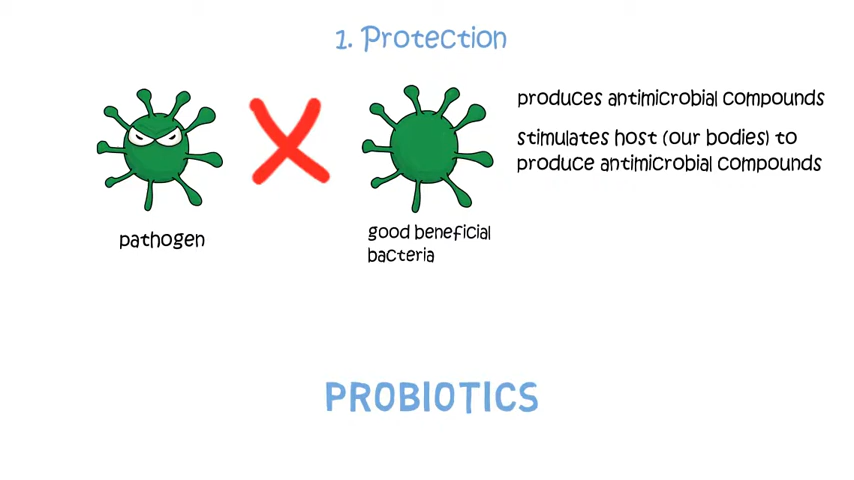 1. Protection
produces antimicrobial compounds
stimulates host (our bodies) to
produce antimicrobial compounds
pathogen
good beneficial
bacteria
PROBIOTICS